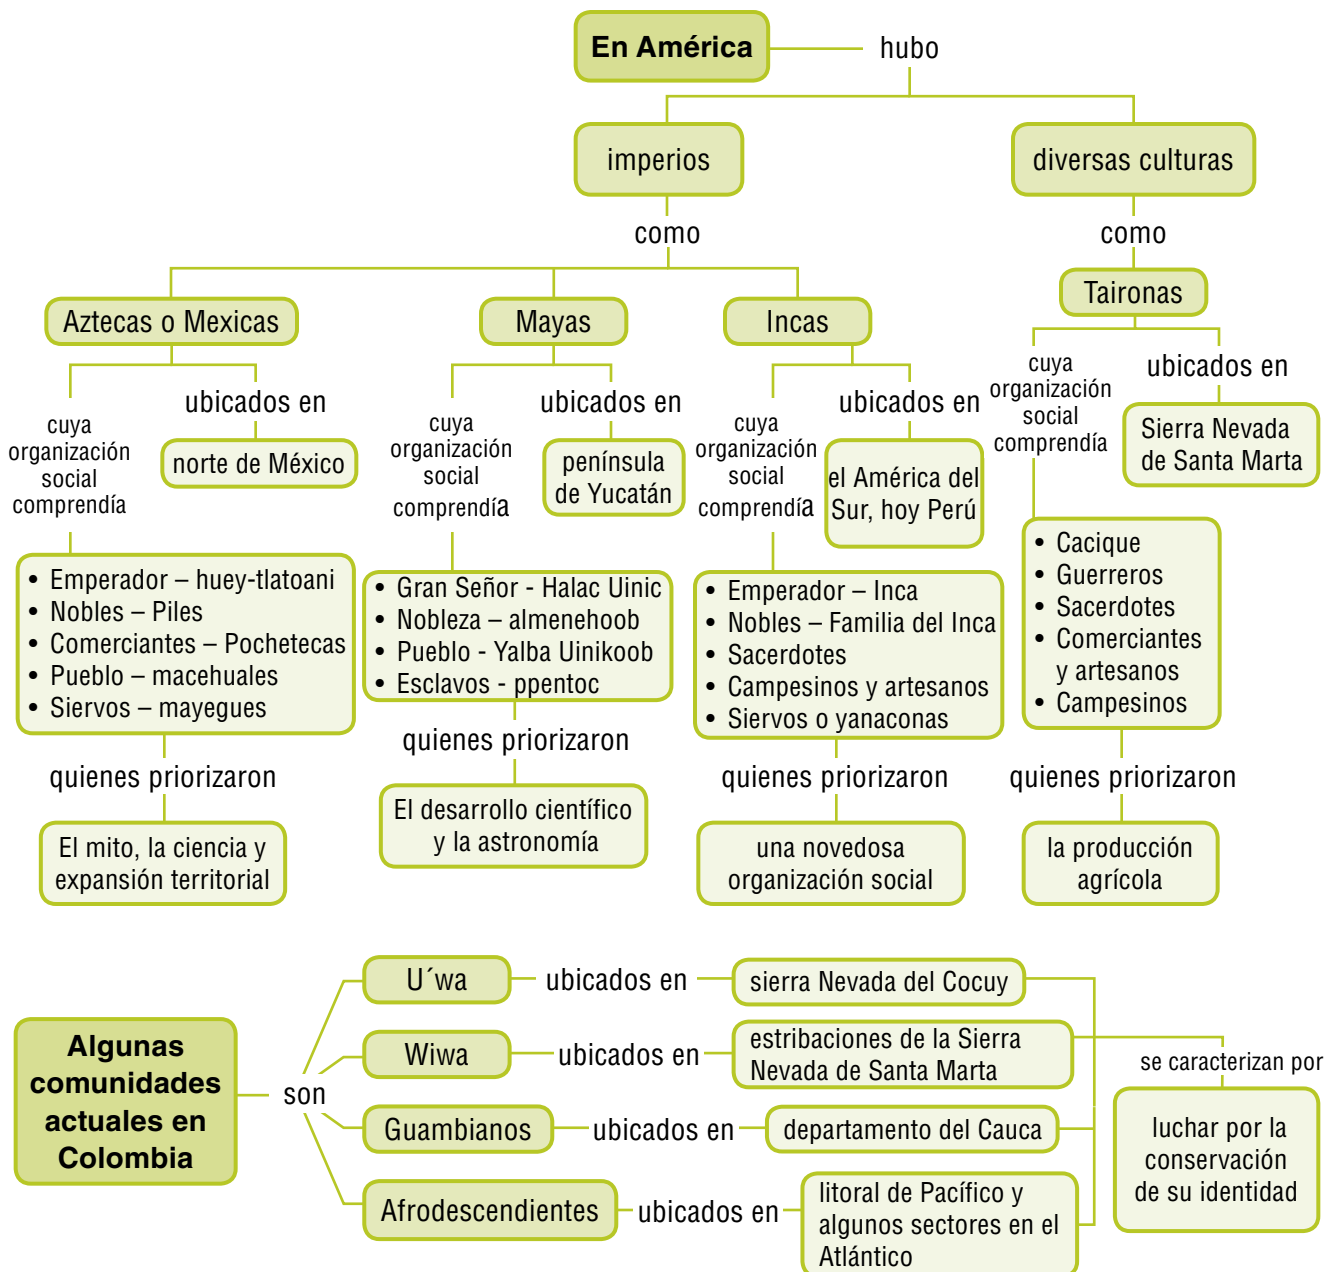 En América
hubo
imperios
diversas culturas
como
como
Aztecas o Mexicas
Mayas
Incas
Taironas
cuya
organización
social
comprendía
ubicados en
norte de México
cuya
organización
social
comprendía
ubicados en
península
de Yucatán
cuya
organización
social
comprendía
ubicados en
el América del
Sur, hoy Perú
cuya
organización
social
comprendía
ubicados en
Sierra Nevada
de Santa Marta
• Emperador – huey-tlatoani
• Nobles – Piles
• Comerciantes – Pochetecas
• Pueblo – macehuales
• Siervos – mayegues
• Gran Señor - Halac Uinic
• Nobleza – almenehoob
• Pueblo - Yalba Uinikoob
• Esclavos - ppentoc
• Emperador – Inca
• Nobles – Familia del Inca
• Sacerdotes
• Campesinos y artesanos
• Siervos o yanaconas
• Cacique
• Guerreros
• Sacerdotes
• Comerciantes
y artesanos
• Campesinos
quienes priorizaron
El mito, la ciencia y
expansión territorial
quienes priorizaron
El desarrollo científico
y la astronomía
quienes priorizaron
una novedosa
organización social
quienes priorizaron
la producción
agrícola
Algunas
comunidades
actuales en
Colombia
son
U´wa
ubicados en
sierra Nevada del Cocuy
Wiwa
ubicados en
estribaciones de la Sierra
Nevada de Santa Marta
Guambianos
ubicados en
departamento del Cauca
Afrodescendientes
ubicados en
litoral de Pacífico y
algunos sectores en el
Atlántico
se caracterizan por
luchar por la
conservación
de su identidad